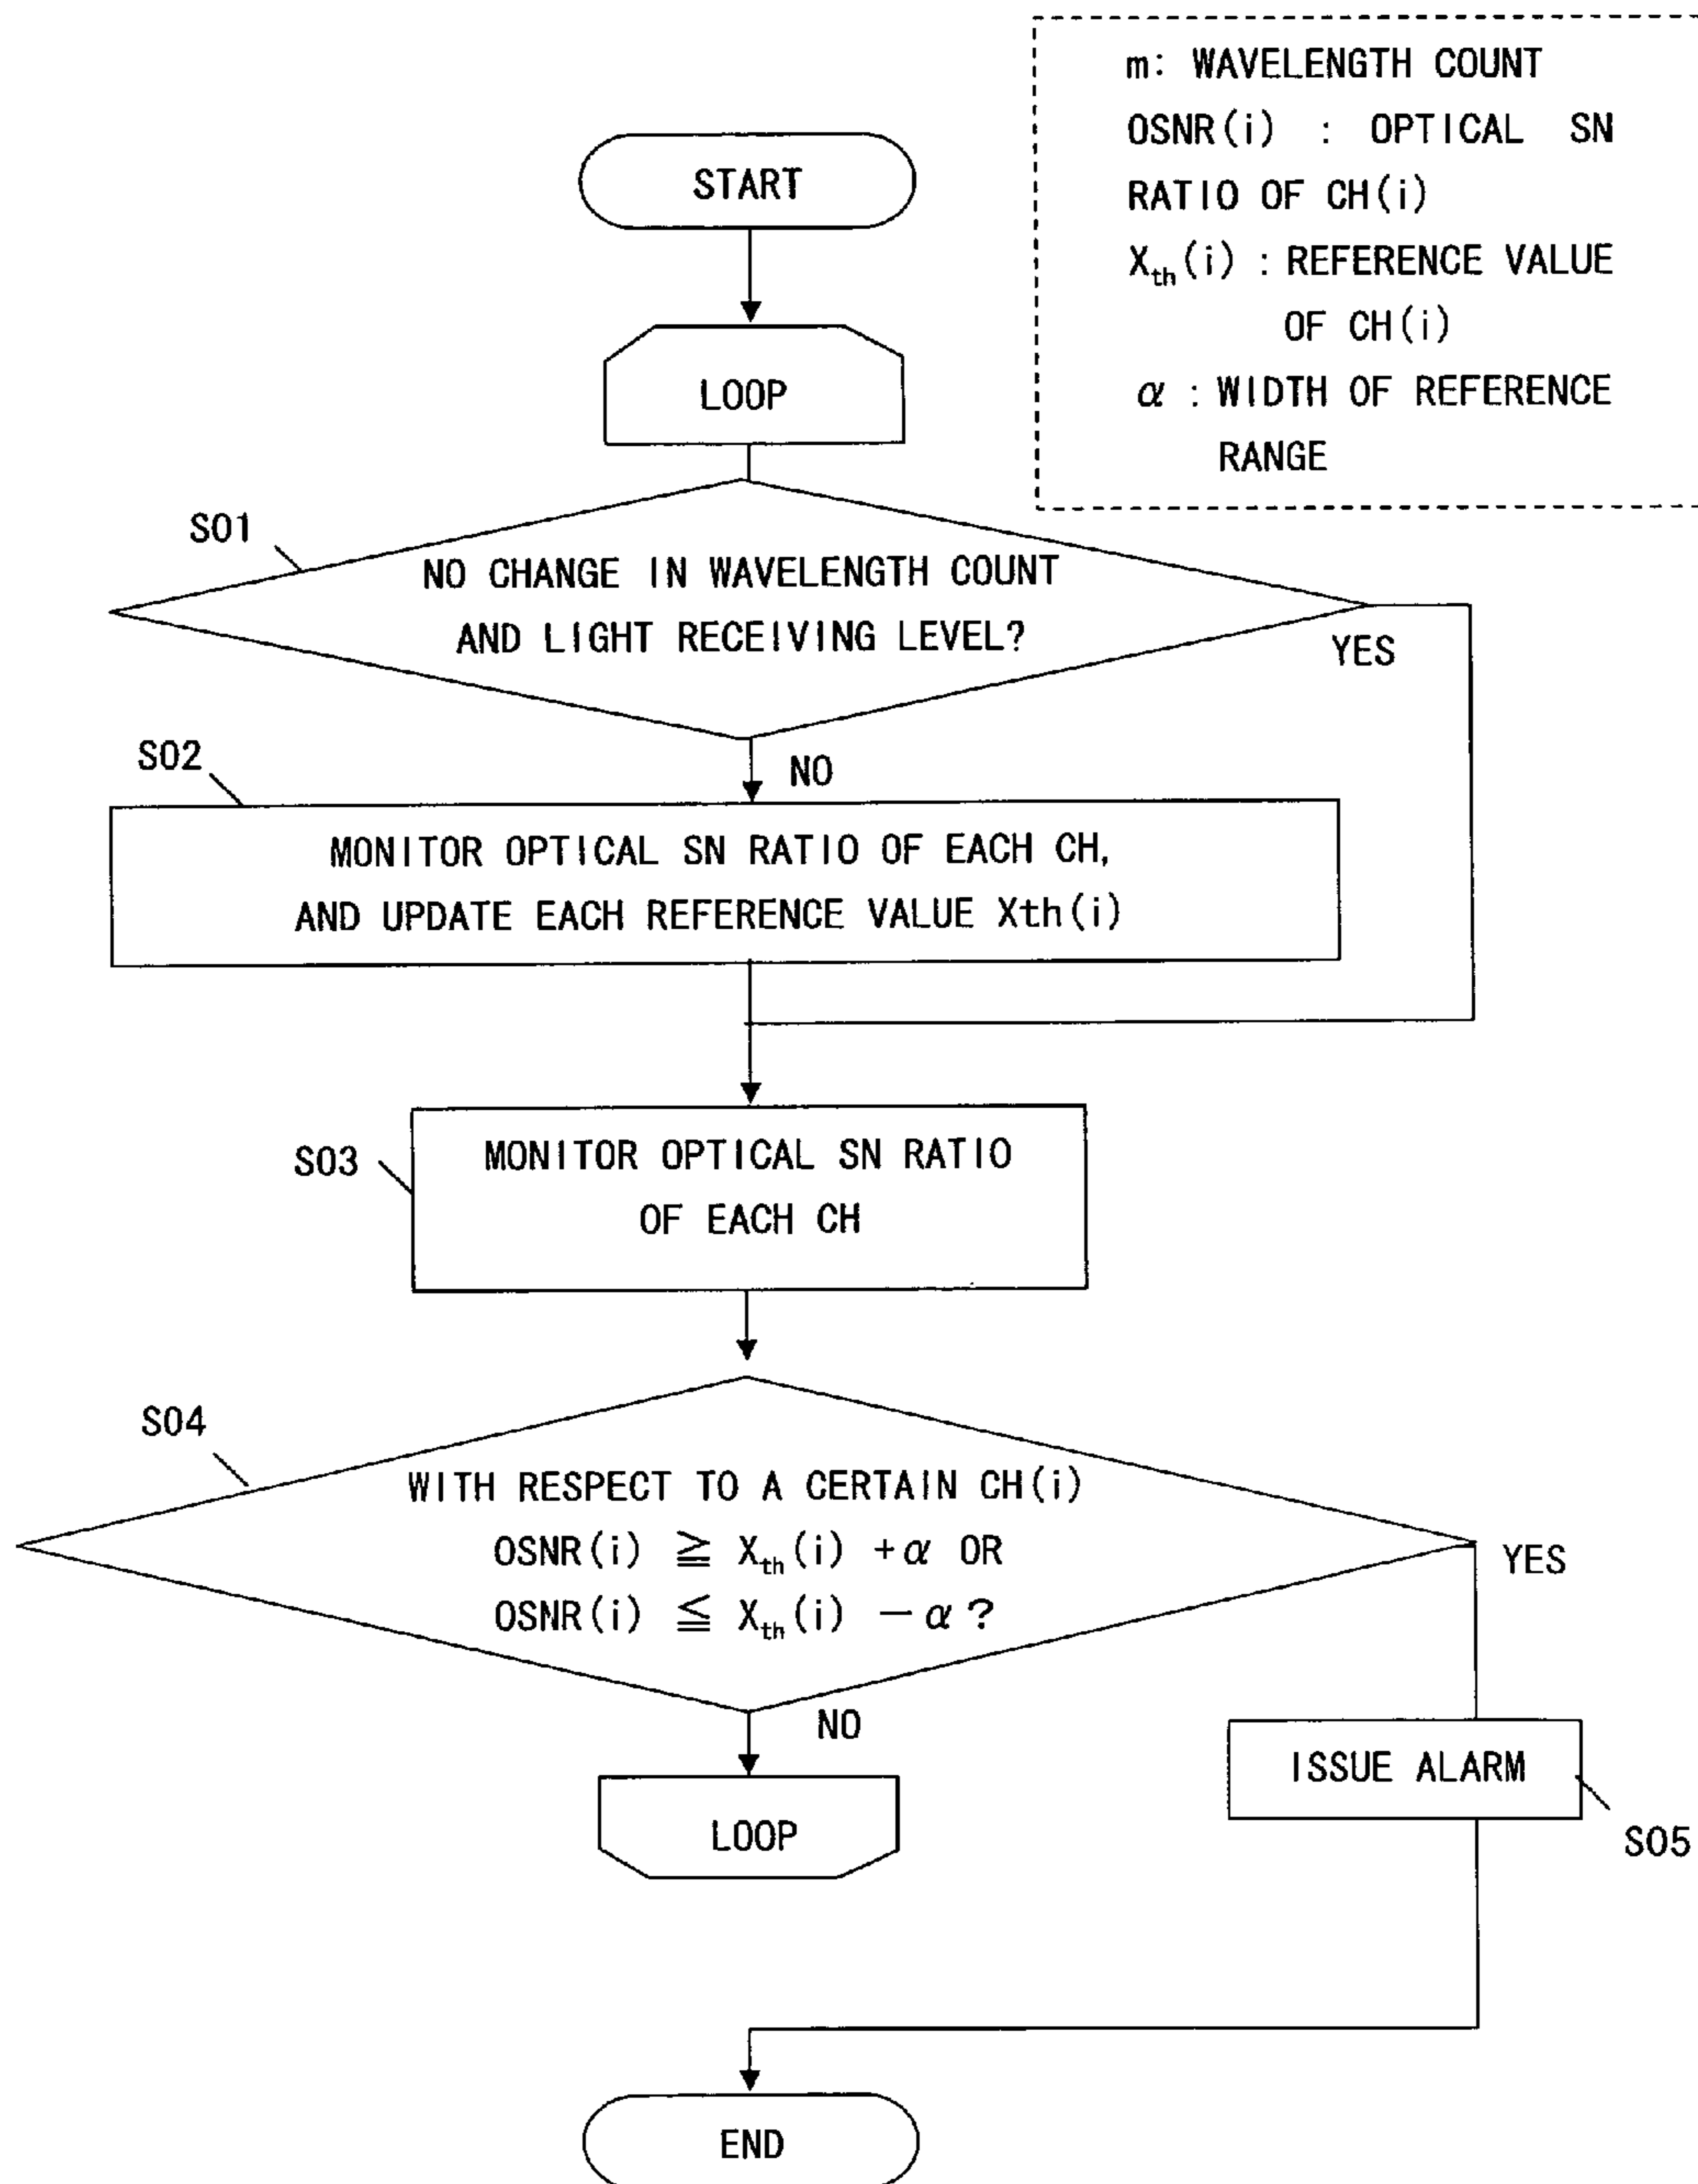 m: WAVELENGTH COUNT
OSNR(i) : OPTICAL SN
RATIO OF CH(i)
Xth(i) : REFERENCE VALUE
OF CH(i)
α : WIDTH OF REFERENCE
RANGE
START
LOOP
S01
NO CHANGE IN WAVELENGTH COUNT
AND LIGHT RECEIVING LEVEL?
YES
NO
S02
MONITOR OPTICAL SN RATIO OF EACH CH,
AND UPDATE EACH REFERENCE VALUE Xth(i)
S03
MONITOR OPTICAL SN RATIO
OF EACH CH
S04
WITH RESPECT TO A CERTAIN CH(i)
OSNR(i) ≧ Xth(i) +α OR
OSNR(i) ≦ Xth(i) −α ?
YES
NO
LOOP
ISSUE ALARM
S05
END